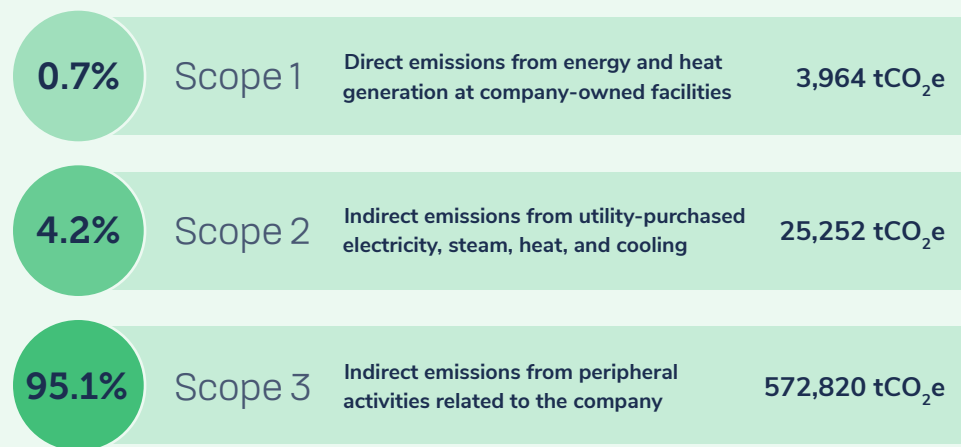 0.7%
Scope 1
Direct emissions from energy and heat
generation at company-owned facilities
3,964 tCO₂e
4.2%
Scope 2
Indirect emissions from utility-purchased
electricity, steam, heat, and cooling
25,252 tCO₂e
95.1%
Scope 3
Indirect emissions from peripheral
activities related to the company
572,820 tCO₂e